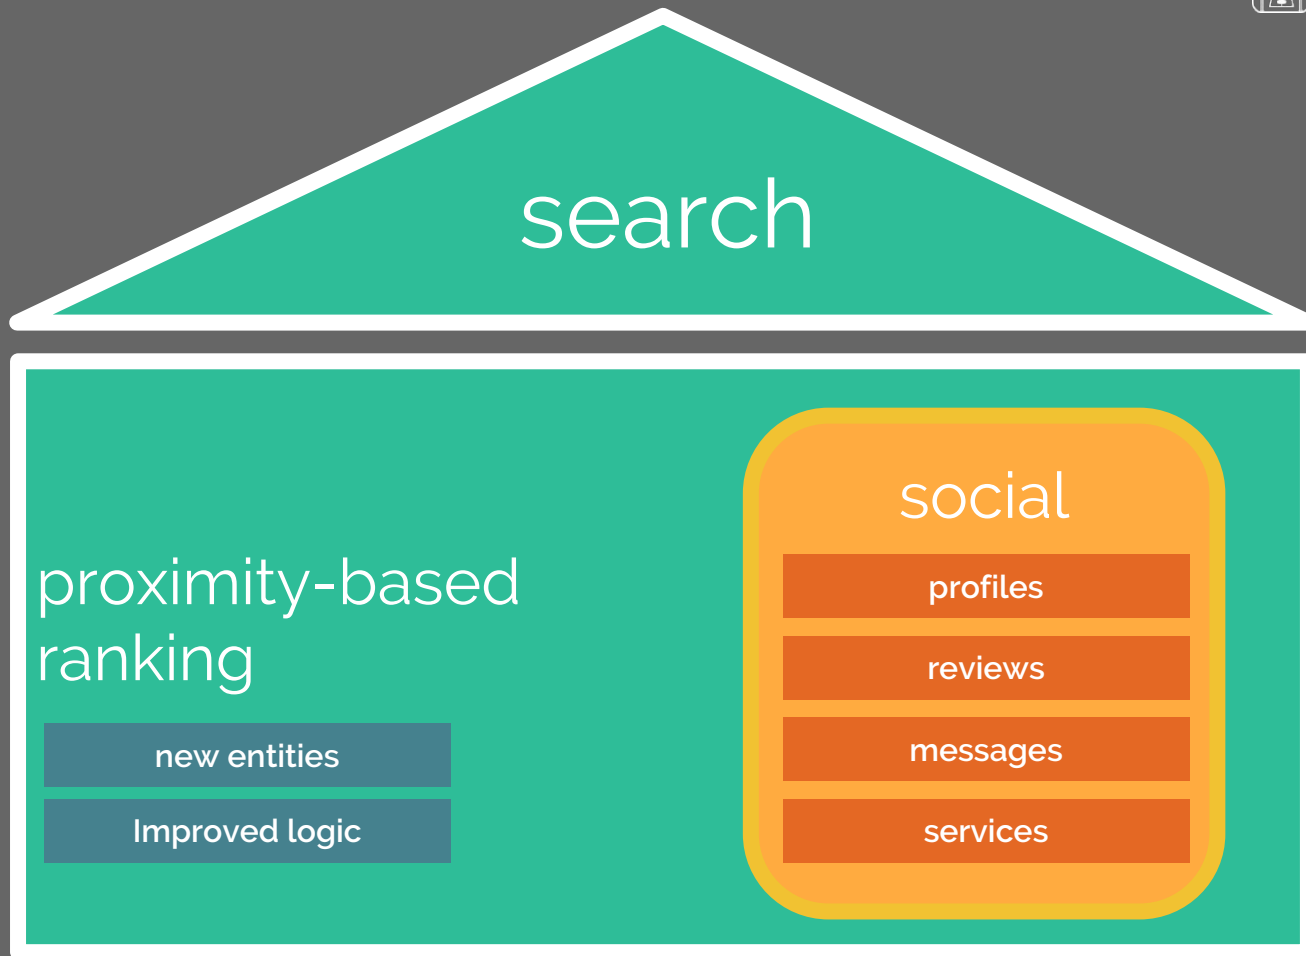 search
proximity-based
ranking
new entities
Improved logic
social
profiles
reviews
messages
services